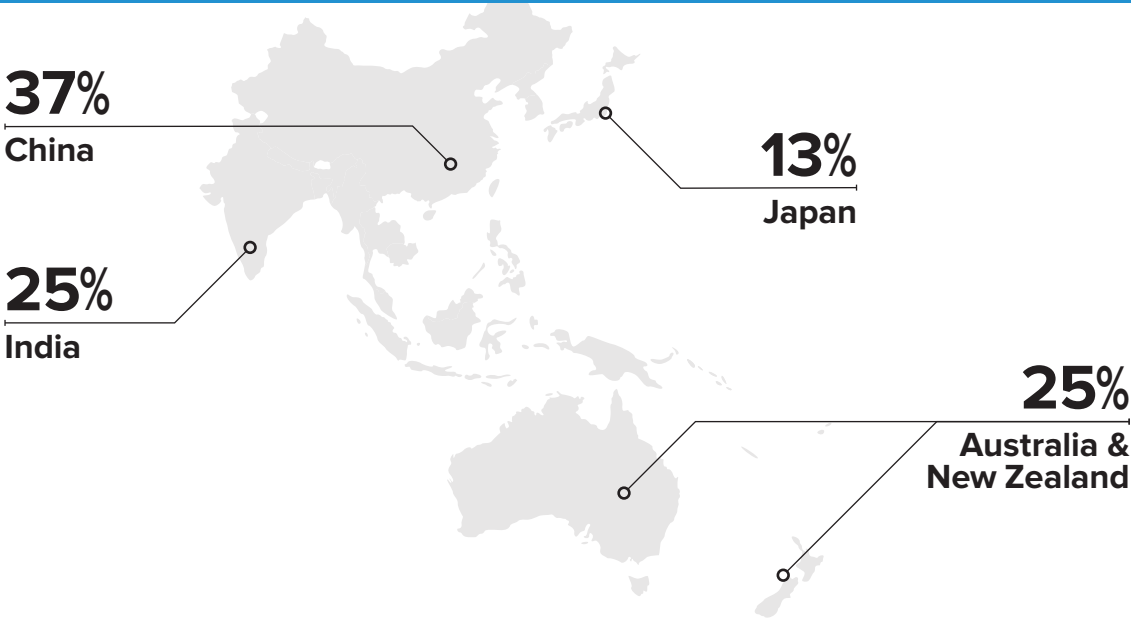 37%
China
13%
Japan
25%
India
25%
Australia &
New Zealand